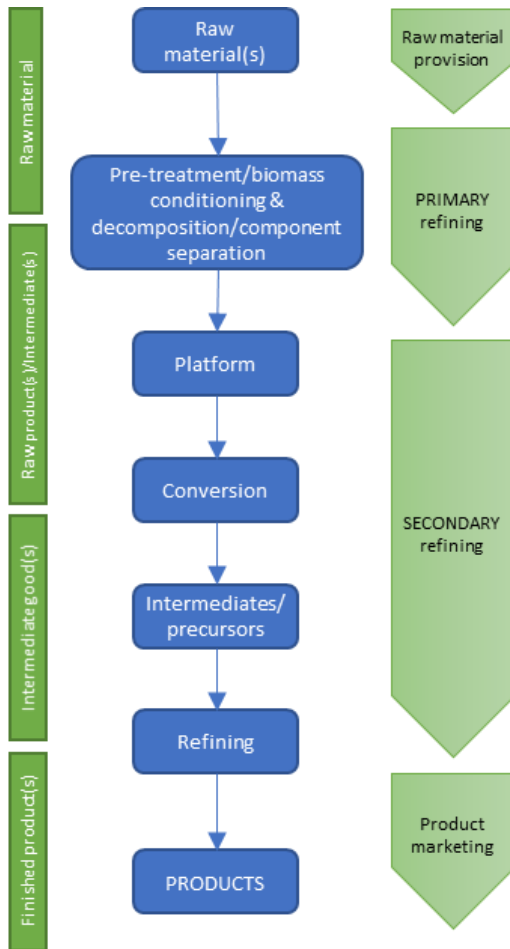 Raw
material(s)
Pre-treatment/biomass
conditioning &
decomposition/component
separation
Platform
Conversion
Intermediates/
precursors
Refining
PRODUCTS
Raw material
Raw product(s)/Intermediate(s)
Intermediate good(s)
Finished product(s)
Raw material
provision
PRIMARY
refining
SECONDARY
refining
Product
marketing